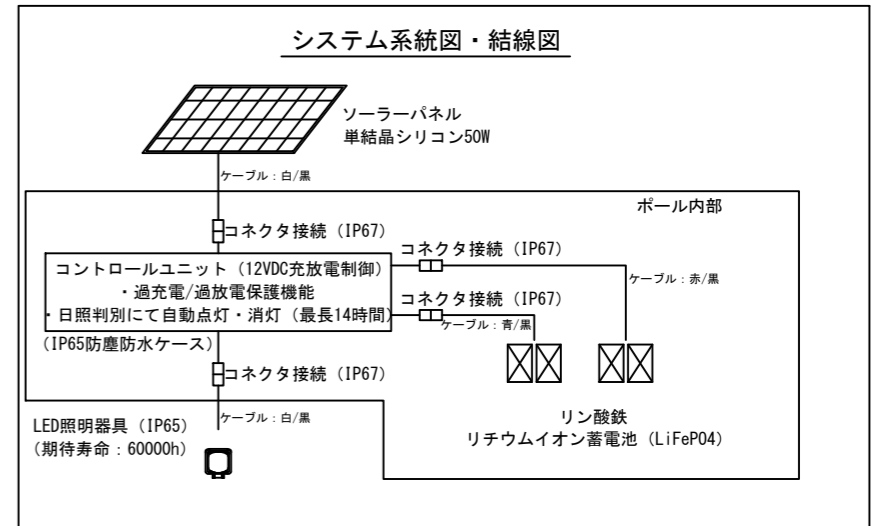 システム系統図・結線図
ソーラーパネル
単結晶シリコン50W
ケーブル：白/黒
ポール内部
コネクタ接続（IP67）
コネクタ接続（IP67）
コントロールユニット（12VDC充放電制御）
・過充電/過放電保護機能
・日照判別にて自動点灯・消灯（最長14時間）
ケーブル：赤/黒
コネクタ接続（IP67）
ケーブル：青/黒
（IP65防塵防水ケース）
コネクタ接続（IP67）
ケーブル：白/黒
LED照明器具（IP65）
（期待寿命：60000h）
リン酸鉄
リチウムイオン蓄電池（LiFePO4）